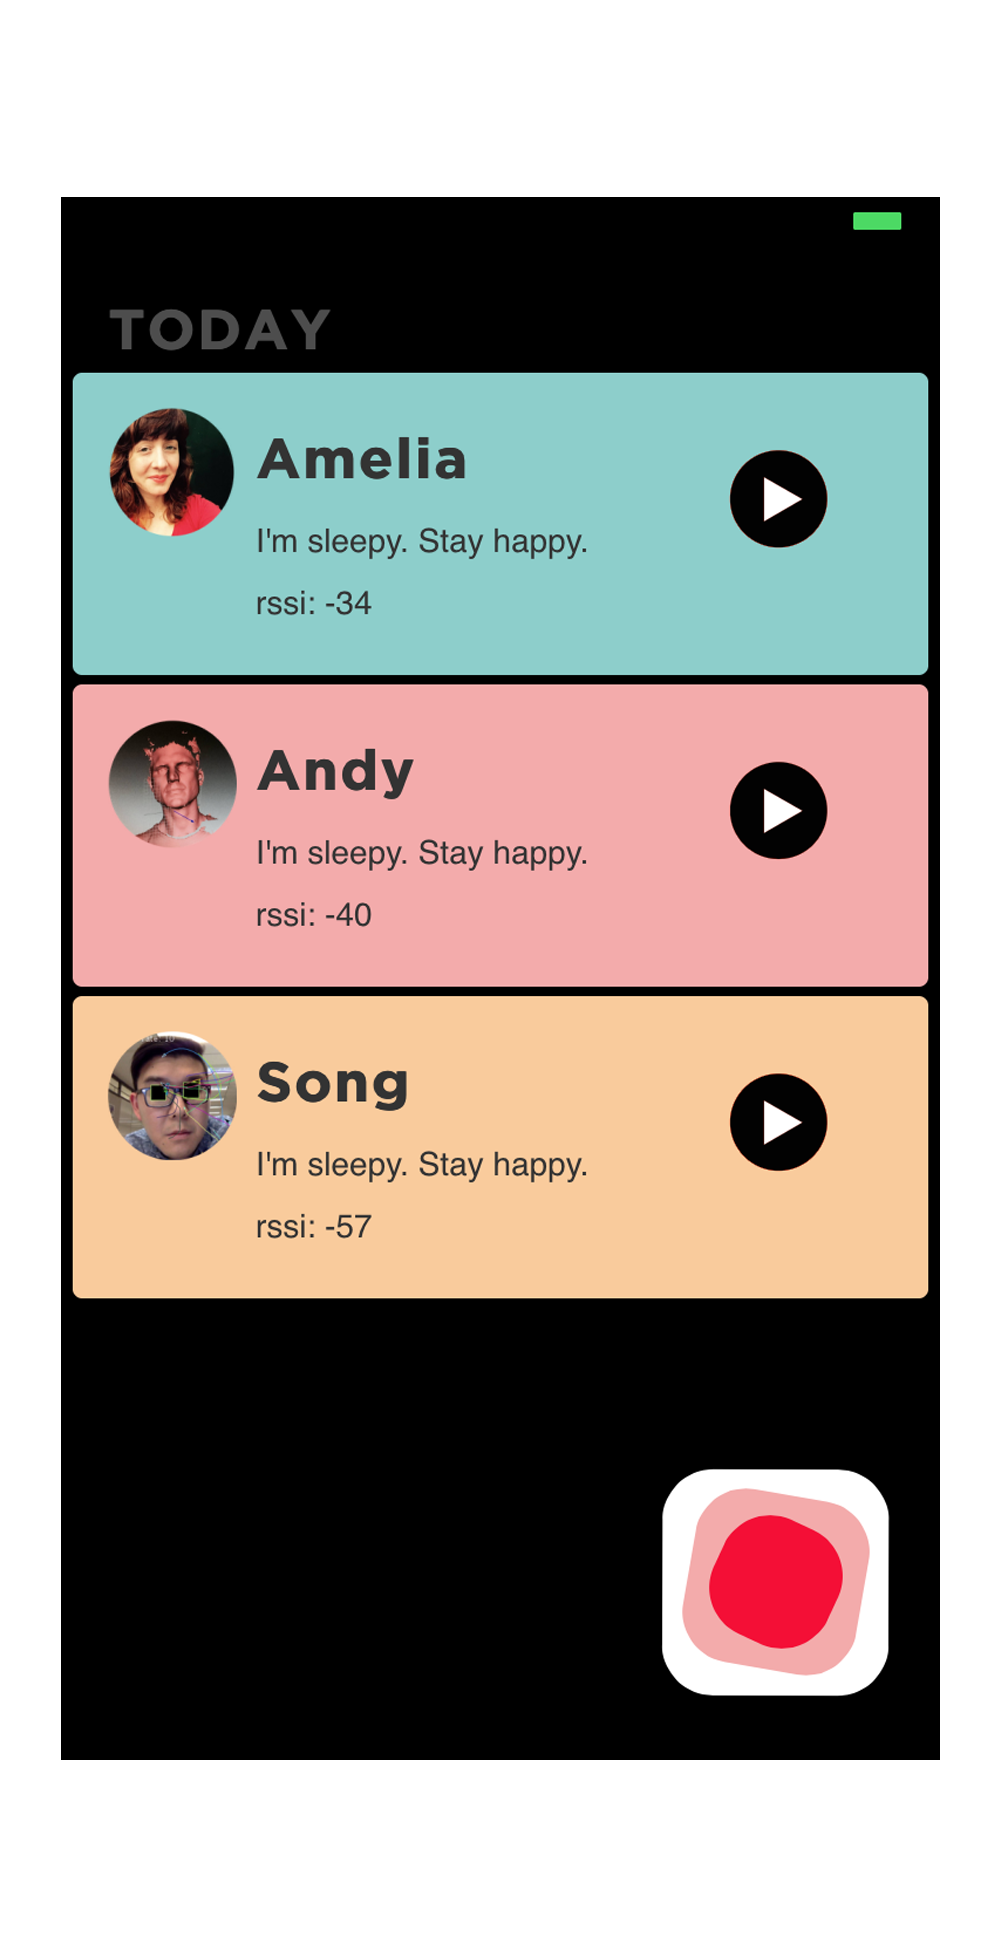 TODAY
Amelia
I'm sleepy. Stay happy.
rssi: -34
Andy
I'm sleepy. Stay happy.
rssi: -40
Song
I'm sleepy. Stay happy.
rssi: -57